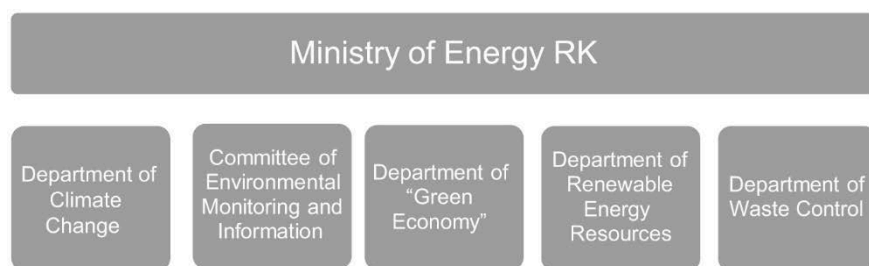 Ministry of Energy RK
Department of
Climate
Change
Committee of
Environmental
Monitoring and
Information
Department of
“Green
Economy”
Department of
Renewable
Energy
Resources
Department of
Waste Control